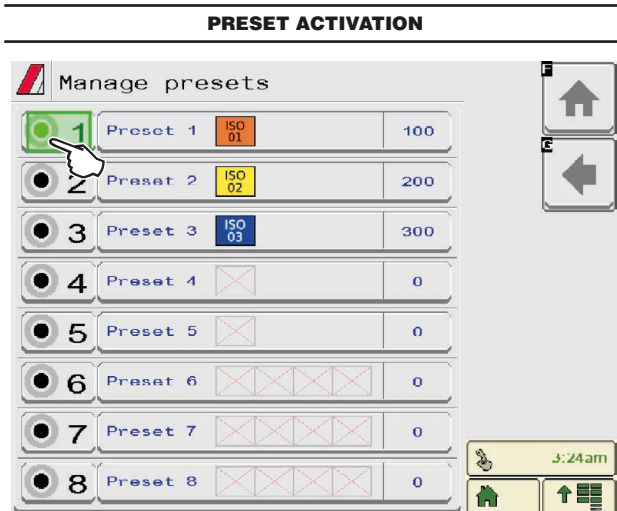 PRESET ACTIVATION
Manage presets
F
1 Preset 1 ISO 01 100
G
2 Preset 2 ISO 02 200
3 Preset 3 ISO 03 300
4 Preset 4 0
5 Preset 5 0
6 Preset 6 0
7 Preset 7 0
3:24am
8 Preset 8 0